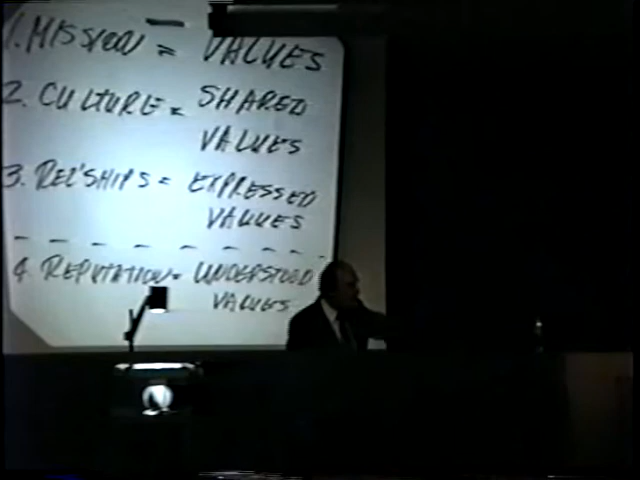 1. MISSION = VALUES
2. CULTURE = SHARED
VALUES
3. REL'SHIPS = EXPRESSED
VALUES
4. REPUTATION = UNDERSTOOD
VALUES